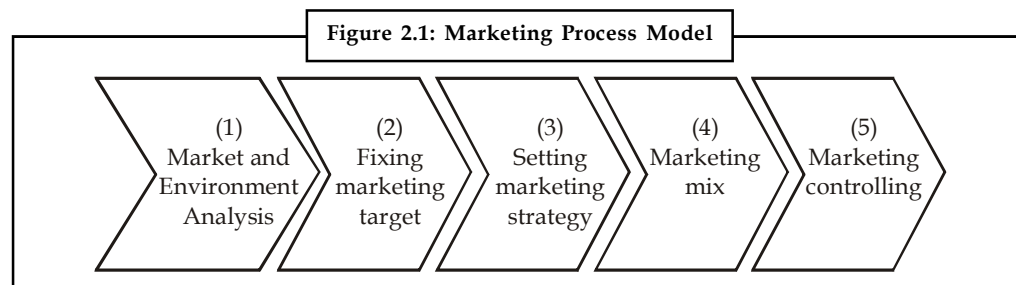 Figure 2.1: Marketing Process Model
(1)
Market and
Environment
Analysis
(2)
Fixing
marketing
target
(3)
Setting
marketing
strategy
(4)
Marketing
mix
(5)
Marketing
controlling